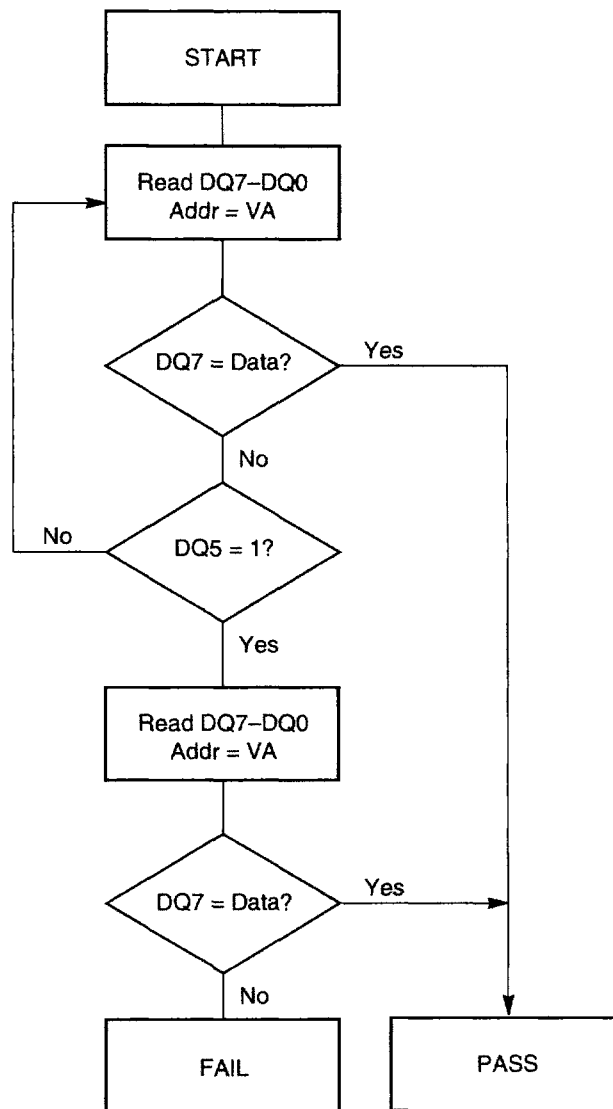 START
Read DQ7–DQ0
Addr = VA
DQ7 = Data?
Yes
No
DQ5 = 1?
No
Yes
Read DQ7–DQ0
Addr = VA
DQ7 = Data?
Yes
No
FAIL
PASS